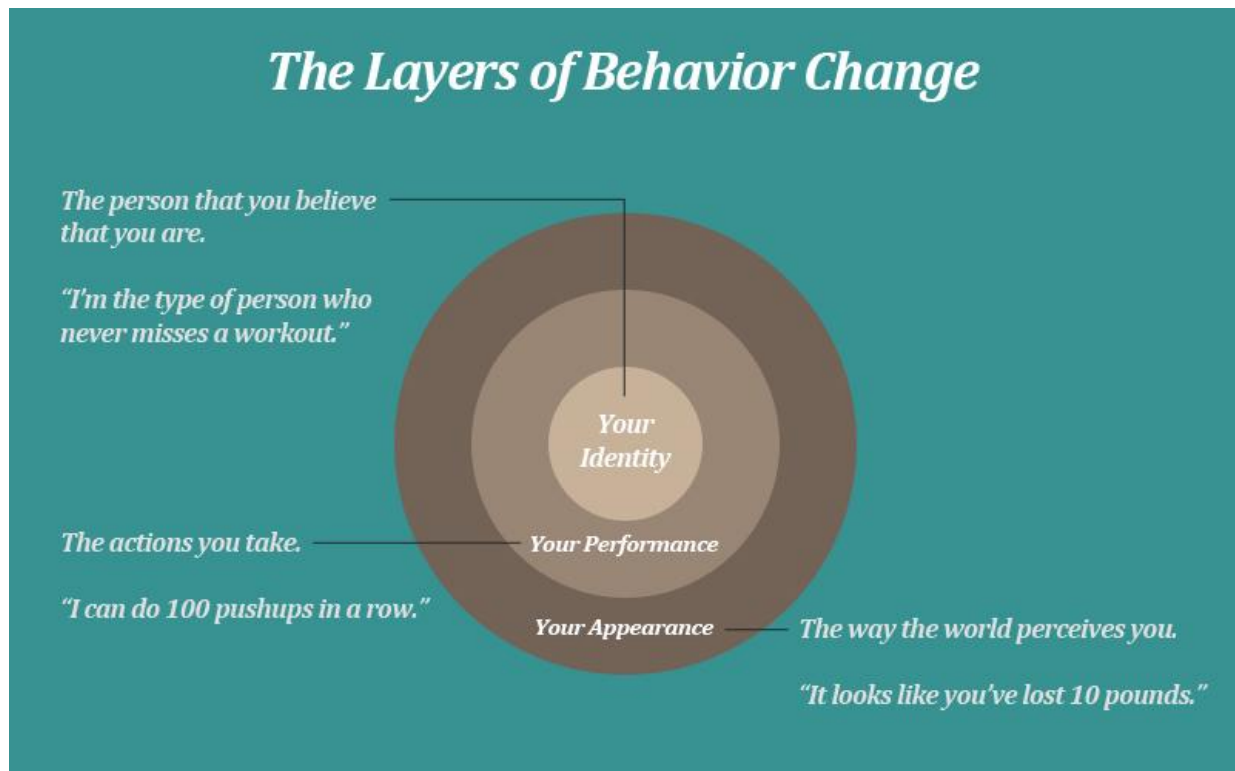 The Layers of Behavior Change
The person that you believe
that you are.
“I'm the type of person who
never misses a workout.”
Your
Identity
The actions you take.
Your Performance
“I can do 100 pushups in a row.”
Your Appearance
The way the world perceives you.
“It looks like you've lost 10 pounds.”